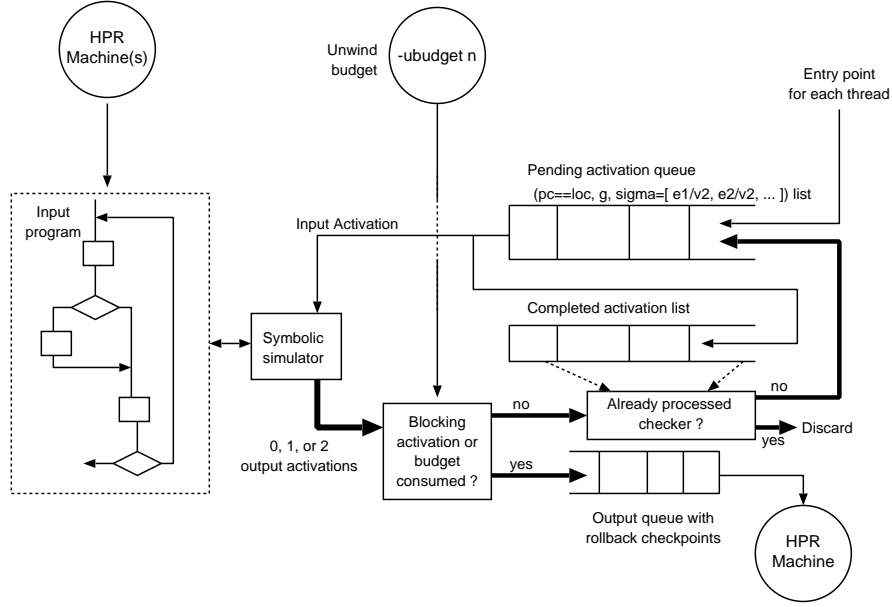 HPR
Machine(s)
Unwind
budget
-ubudget n
Entry point
for each thread
Pending activation queue
(pc==loc, g, sigma=[ e1/v2, e2/v2, ... ]) list
Input
program
Input Activation
Completed activation list
Symbolic
simulator
0, 1, or 2
output activations
Blocking
activation or
budget
consumed ?
no
yes
Already processed
checker ?
no
yes
Discard
Output queue with
rollback checkpoints
HPR
Machine